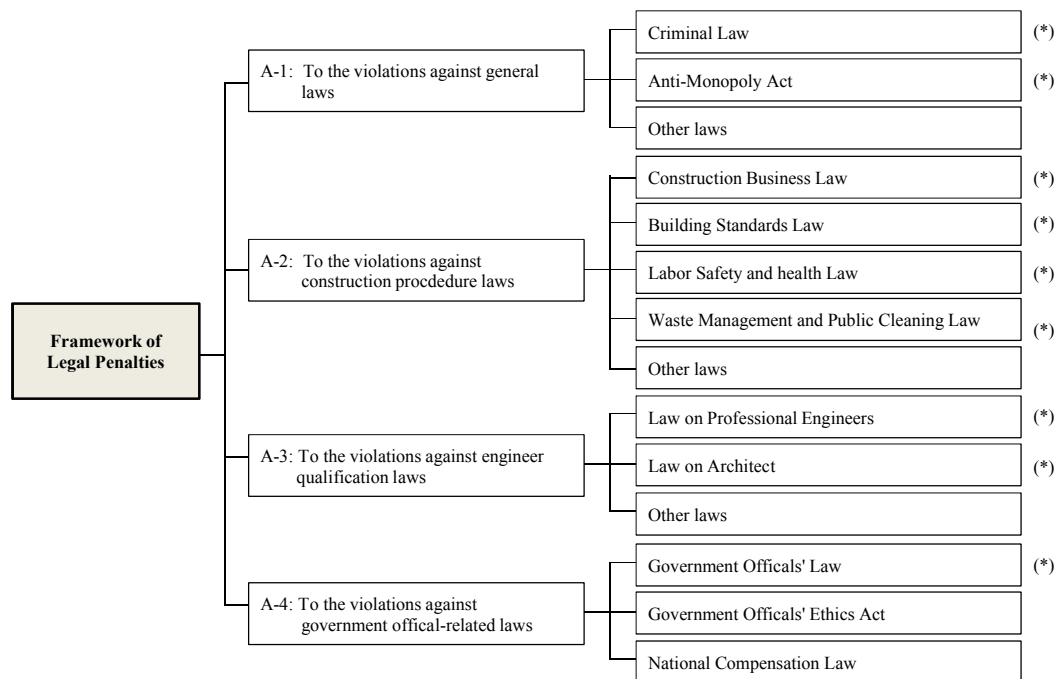 Criminal Law (*)
A-1: To the violations against general
laws
Anti-Monopoly Act (*)
Other laws
Construction Business Law (*)
Building Standards Law (*)
A-2: To the violations against
construction procdedure laws
Labor Safety and health Law (*)
Waste Management and Public Cleaning Law (*)
Other laws
Framework of
Legal Penalties
Law on Professional Engineers (*)
A-3: To the violations against engineer
qualification laws
Law on Architect (*)
Other laws
Government Officals' Law (*)
A-4: To the violations against
government offical-related laws
Government Officals' Ethics Act
National Compensation Law